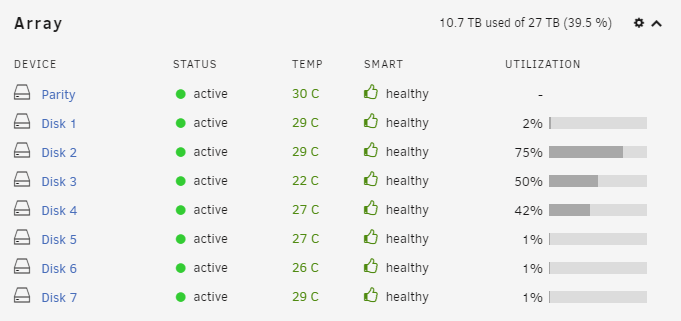 Array 10.7 TB used of 27 TB (39.5 %)
DEVICE STATUS TEMP SMART UTILIZATION
Parity active 30 C healthy -
Disk 1 active 29 C healthy 2%
Disk 2 active 29 C healthy 75%
Disk 3 active 22 C healthy 50%
Disk 4 active 27 C healthy 42%
Disk 5 active 27 C healthy 1%
Disk 6 active 26 C healthy 1%
Disk 7 active 29 C healthy 1%